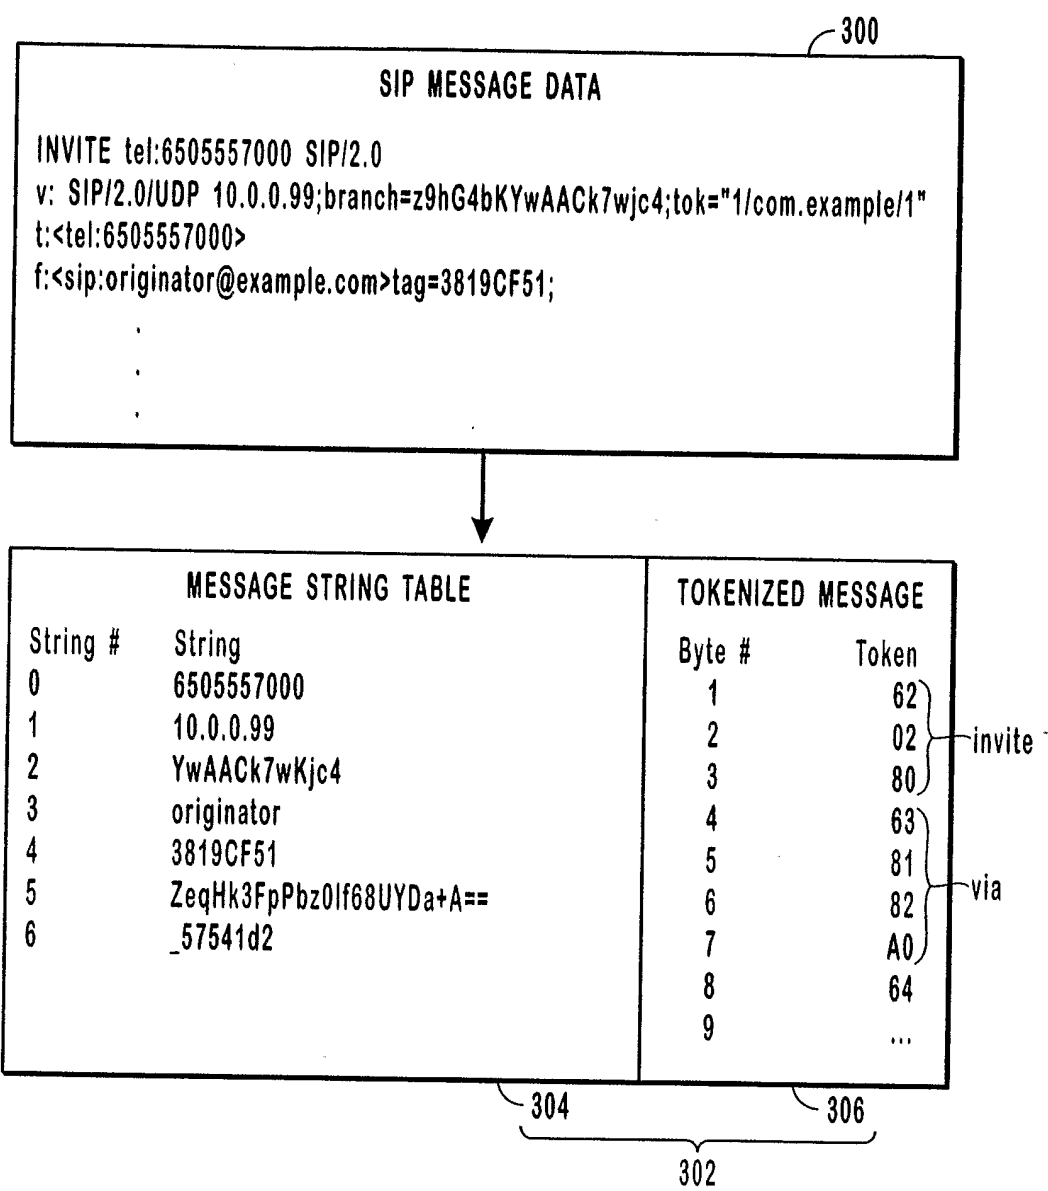 300
SIP MESSAGE DATA
INVITE tel:6505557000 SIP/2.0
v: SIP/2.0/UDP 10.0.0.99;branch=z9hG4bKYwAACk7wjc4;tok="1/com.example/1"
t:<tel:6505557000>
f:<sip:originator@example.com>tag=3819CF51;
.
.
.
MESSAGE STRING TABLE
String # String
0 6505557000
1 10.0.0.99
2 YwAACk7wKjc4
3 originator
4 3819CF51
5 ZeqHk3FpPbz0If68UYDa+A==
6 _57541d2
TOKENIZED MESSAGE
Byte # Token
1 62
2 02
3 80
invite
4 63
5 81
6 82
7 A0
via
8 64
9 ...
304
306
302